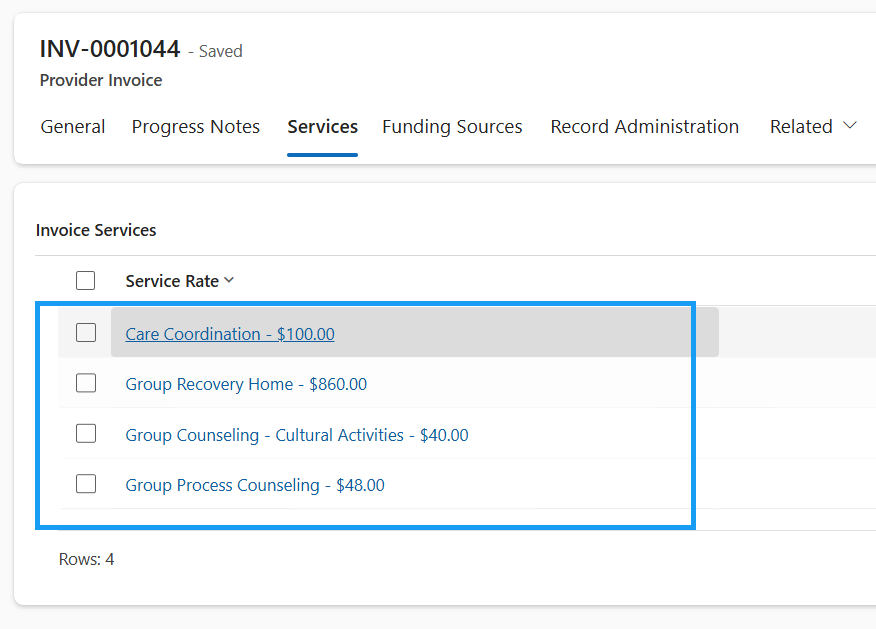 INV-0001044 - Saved
Provider Invoice
General Progress Notes Services Funding Sources Record Administration Related
Invoice Services
Service Rate
Care Coordination - $100.00
Group Recovery Home - $860.00
Group Counseling - Cultural Activities - $40.00
Group Process Counseling - $48.00
Rows: 4